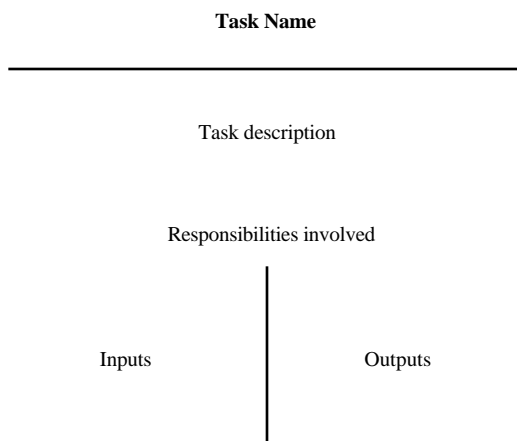 Task Name
Task description
Responsibilities involved
Inputs
Outputs